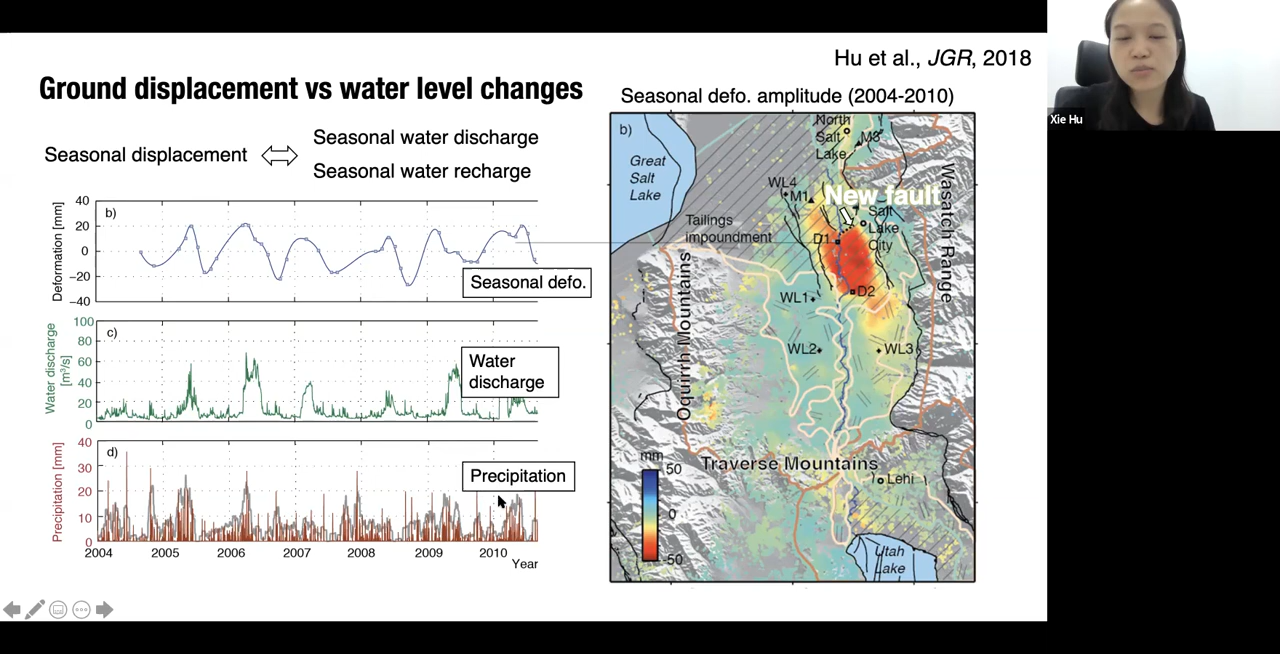 Hu et al., JGR, 2018
Ground displacement vs water level changes
Seasonal displacement
Seasonal water discharge
Seasonal water recharge
b)
Deformation [mm]
40
20
0
−20
−40
Seasonal defo.
c)
Water discharge
[m³/s]
100
80
60
40
20
0
Water
discharge
d)
Precipitation [mm]
40
30
20
10
0
Precipitation
2004
2005
2006
2007
2008
2009
2010
Year
Seasonal defo. amplitude (2004-2010)
b)
North
Salt
Lake
M3
Great
Salt
Lake
WL4
M1
New fault
Tailings
impoundment
D1
Salt
Lake
City
Wasatch Range
Oquirrh Mountains
D2
WL1
WL2
WL3
Traverse Mountains
Lehi
mm
50
0
-50
Utah
Lake
Xie Hu